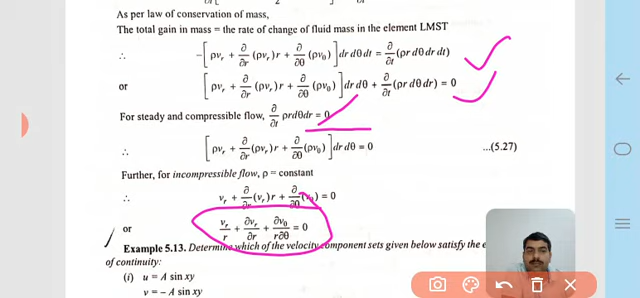 As per law of conservation of mass,
The total gain in mass = the rate of change of fluid mass in the element LMST
∴ -[ρv_r + ∂/∂r (ρv_r) r + ∂/∂θ (ρv_θ)] dr dθ dt = ∂/∂t (ρr dθ dr dt)
or [ρv_r + ∂/∂r (ρv_r) r + ∂/∂θ (ρv_θ)] dr dθ + ∂/∂t (ρr dθ dr) = 0
For steady and compressible flow, ∂/∂t ρrdθdr = 0
∴ [ρv_r + ∂/∂r (ρv_r) r + ∂/∂θ (ρv_θ)] dr dθ = 0 ...(5.27)
Further, for incompressible flow, ρ = constant
∴ v_r + ∂/∂r (v_r) r + ∂/∂θ (v_θ) = 0
or v_r/r + ∂v_r/∂r + ∂v_θ/r∂θ = 0
Example 5.13. Determine which of the velocity component sets given below satisfy the
of continuity:
(i) u = A sin xy
v = - A sin xy